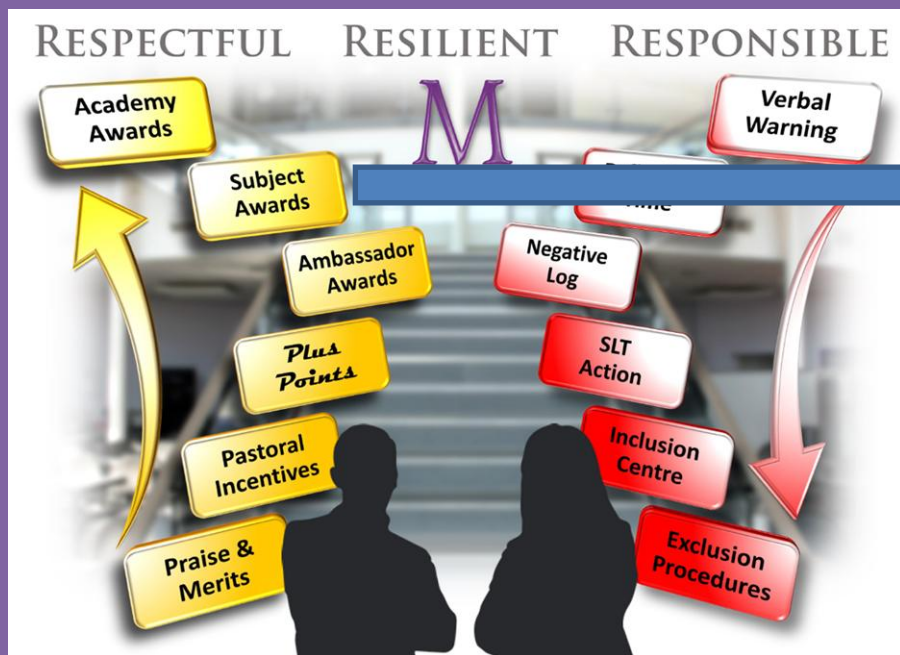 RESPECTFUL RESILIENT RESPONSIBLE
M
Academy
Awards
Subject
Awards
Ambassador
Awards
Plus
Points
Pastoral
Incentives
Praise &
Merits
Verbal
Warning
Negative
Log
SLT
Action
Inclusion
Centre
Exclusion
Procedures